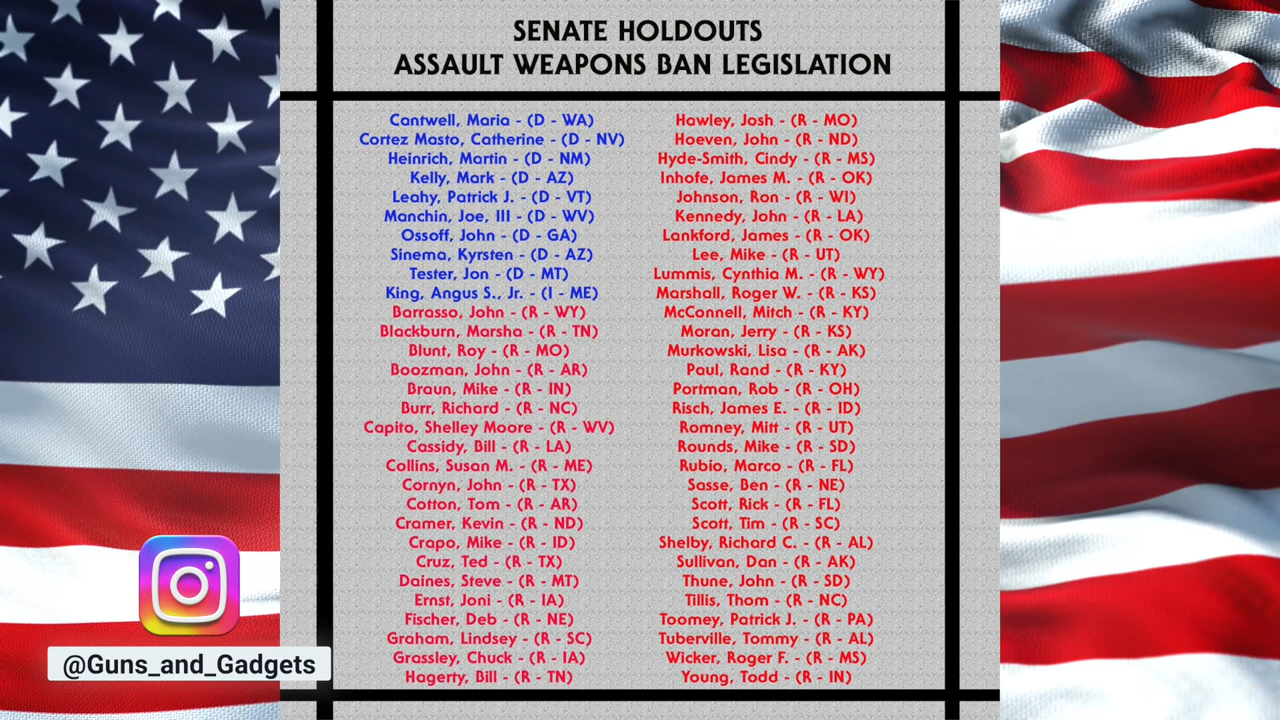 SENATE HOLDOUTS
ASSAULT WEAPONS BAN LEGISLATION
Cantwell, Maria - (D - WA)
Cortez Masto, Catherine - (D - NV)
Heinrich, Martin - (D - NM)
Kelly, Mark - (D - AZ)
Leahy, Patrick J. - (D - VT)
Manchin, Joe, III - (D - WV)
Ossoff, John - (D - GA)
Sinema, Kyrsten - (D - AZ)
Tester, Jon - (D - MT)
King, Angus S., Jr. - (I - ME)
Barrasso, John - (R - WY)
Blackburn, Marsha - (R - TN)
Blunt, Roy - (R - MO)
Boozman, John - (R - AR)
Braun, Mike - (R - IN)
Burr, Richard - (R - NC)
Capito, Shelley Moore - (R - WV)
Cassidy, Bill - (R - LA)
Collins, Susan M. - (R - ME)
Cornyn, John - (R - TX)
Cotton, Tom - (R - AR)
Cramer, Kevin - (R - ND)
Crapo, Mike - (R - ID)
Cruz, Ted - (R - TX)
Daines, Steve - (R - MT)
Ernst, Joni - (R - IA)
Fischer, Deb - (R - NE)
Graham, Lindsey - (R - SC)
Grassley, Chuck - (R - IA)
Hagerty, Bill - (R - TN)
Hawley, Josh - (R - MO)
Hoeven, John - (R - ND)
Hyde-Smith, Cindy - (R - MS)
Inhofe, James M. - (R - OK)
Johnson, Ron - (R - WI)
Kennedy, John - (R - LA)
Lankford, James - (R - OK)
Lee, Mike - (R - UT)
Lummis, Cynthia M. - (R - WY)
Marshall, Roger W. - (R - KS)
McConnell, Mitch - (R - KY)
Moran, Jerry - (R - KS)
Murkowski, Lisa - (R - AK)
Paul, Rand - (R - KY)
Portman, Rob - (R - OH)
Risch, James E. - (R - ID)
Romney, Mitt - (R - UT)
Rounds, Mike - (R - SD)
Rubio, Marco - (R - FL)
Sasse, Ben - (R - NE)
Scott, Rick - (R - FL)
Scott, Tim - (R - SC)
Shelby, Richard C. - (R - AL)
Sullivan, Dan - (R - AK)
Thune, John - (R - SD)
Tillis, Thom - (R - NC)
Toomey, Patrick J. - (R - PA)
Tuberville, Tommy - (R - AL)
Wicker, Roger F. - (R - MS)
Young, Todd - (R - IN)
@Guns_and_Gadgets